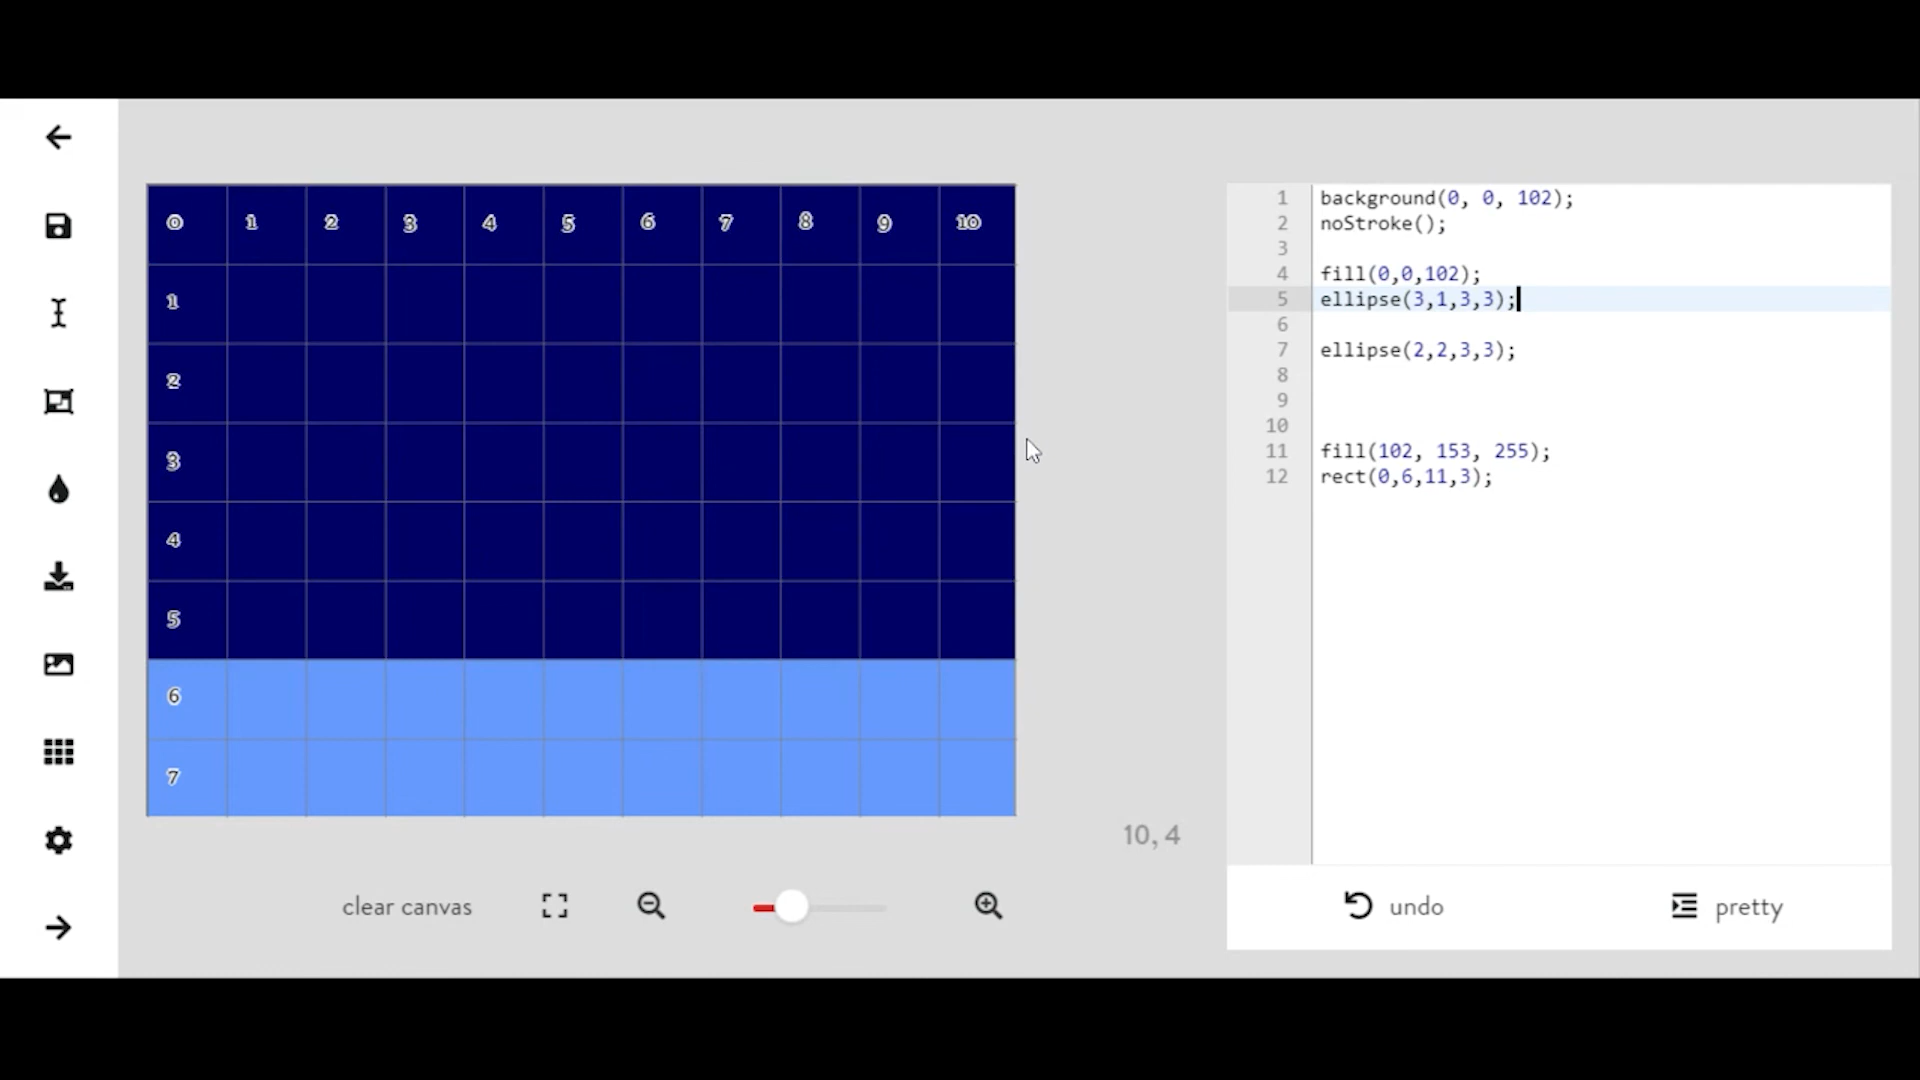 0 1 2 3 4 5 6 7 8 9 10
1
2
3
4
5
6
7
10, 4
clear canvas
1 background(0, 0, 102);
2 noStroke();
3
4 fill(0,0,102);
5 ellipse(3,1,3,3);
6
7 ellipse(2,2,3,3);
8
9
10
11 fill(102, 153, 255);
12 rect(0,6,11,3);
undo pretty